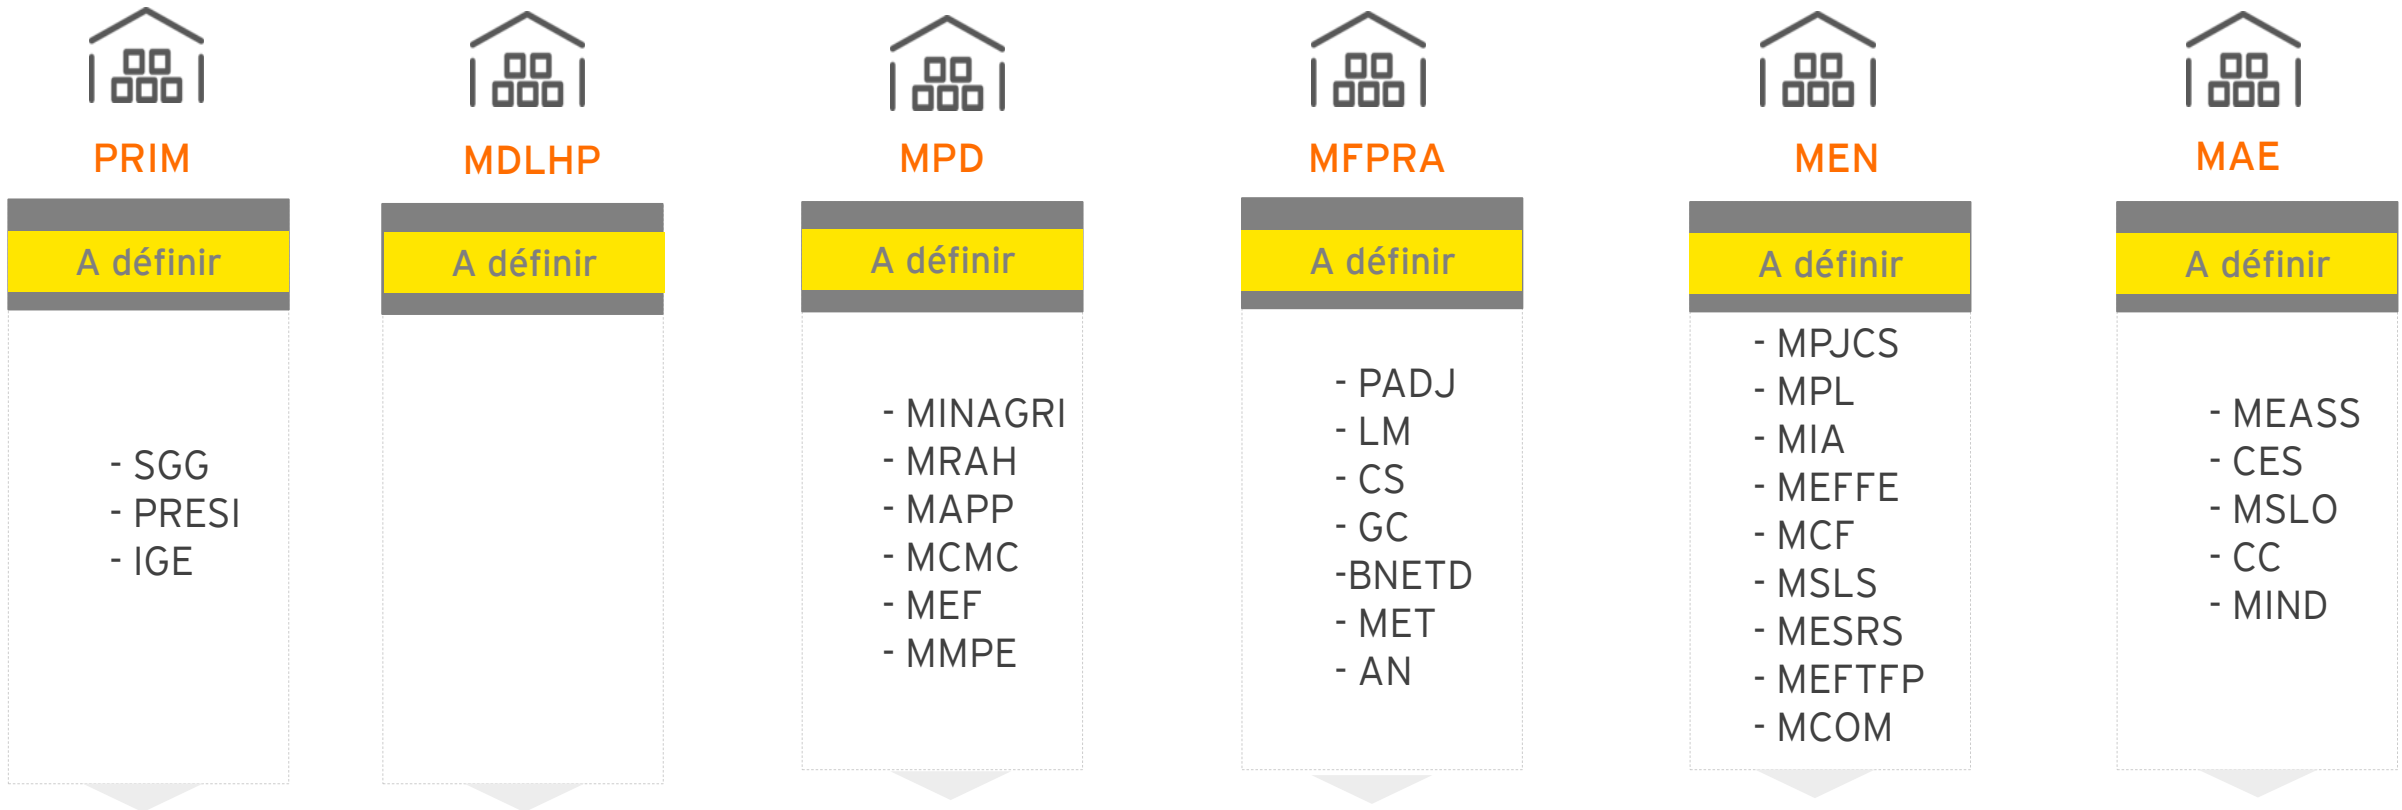 PRIM
A définir
- SGG
- PRESI
- IGE
MDLHP
A définir
MPD
A définir
- MINAGRI
- MRAH
- MAPP
- MCMC
- MEF
- MMPE
MFPRA
A définir
- PADJ
- LM
- CS
- GC
-BNETD
- MET
- AN
MEN
A définir
- MPJCS
- MPL
- MIA
- MEFFE
- MCF
- MSLS
- MESRS
- MEFTFP
- MCOM
MAE
A définir
- MEASS
- CES
- MSLO
- CC
- MIND